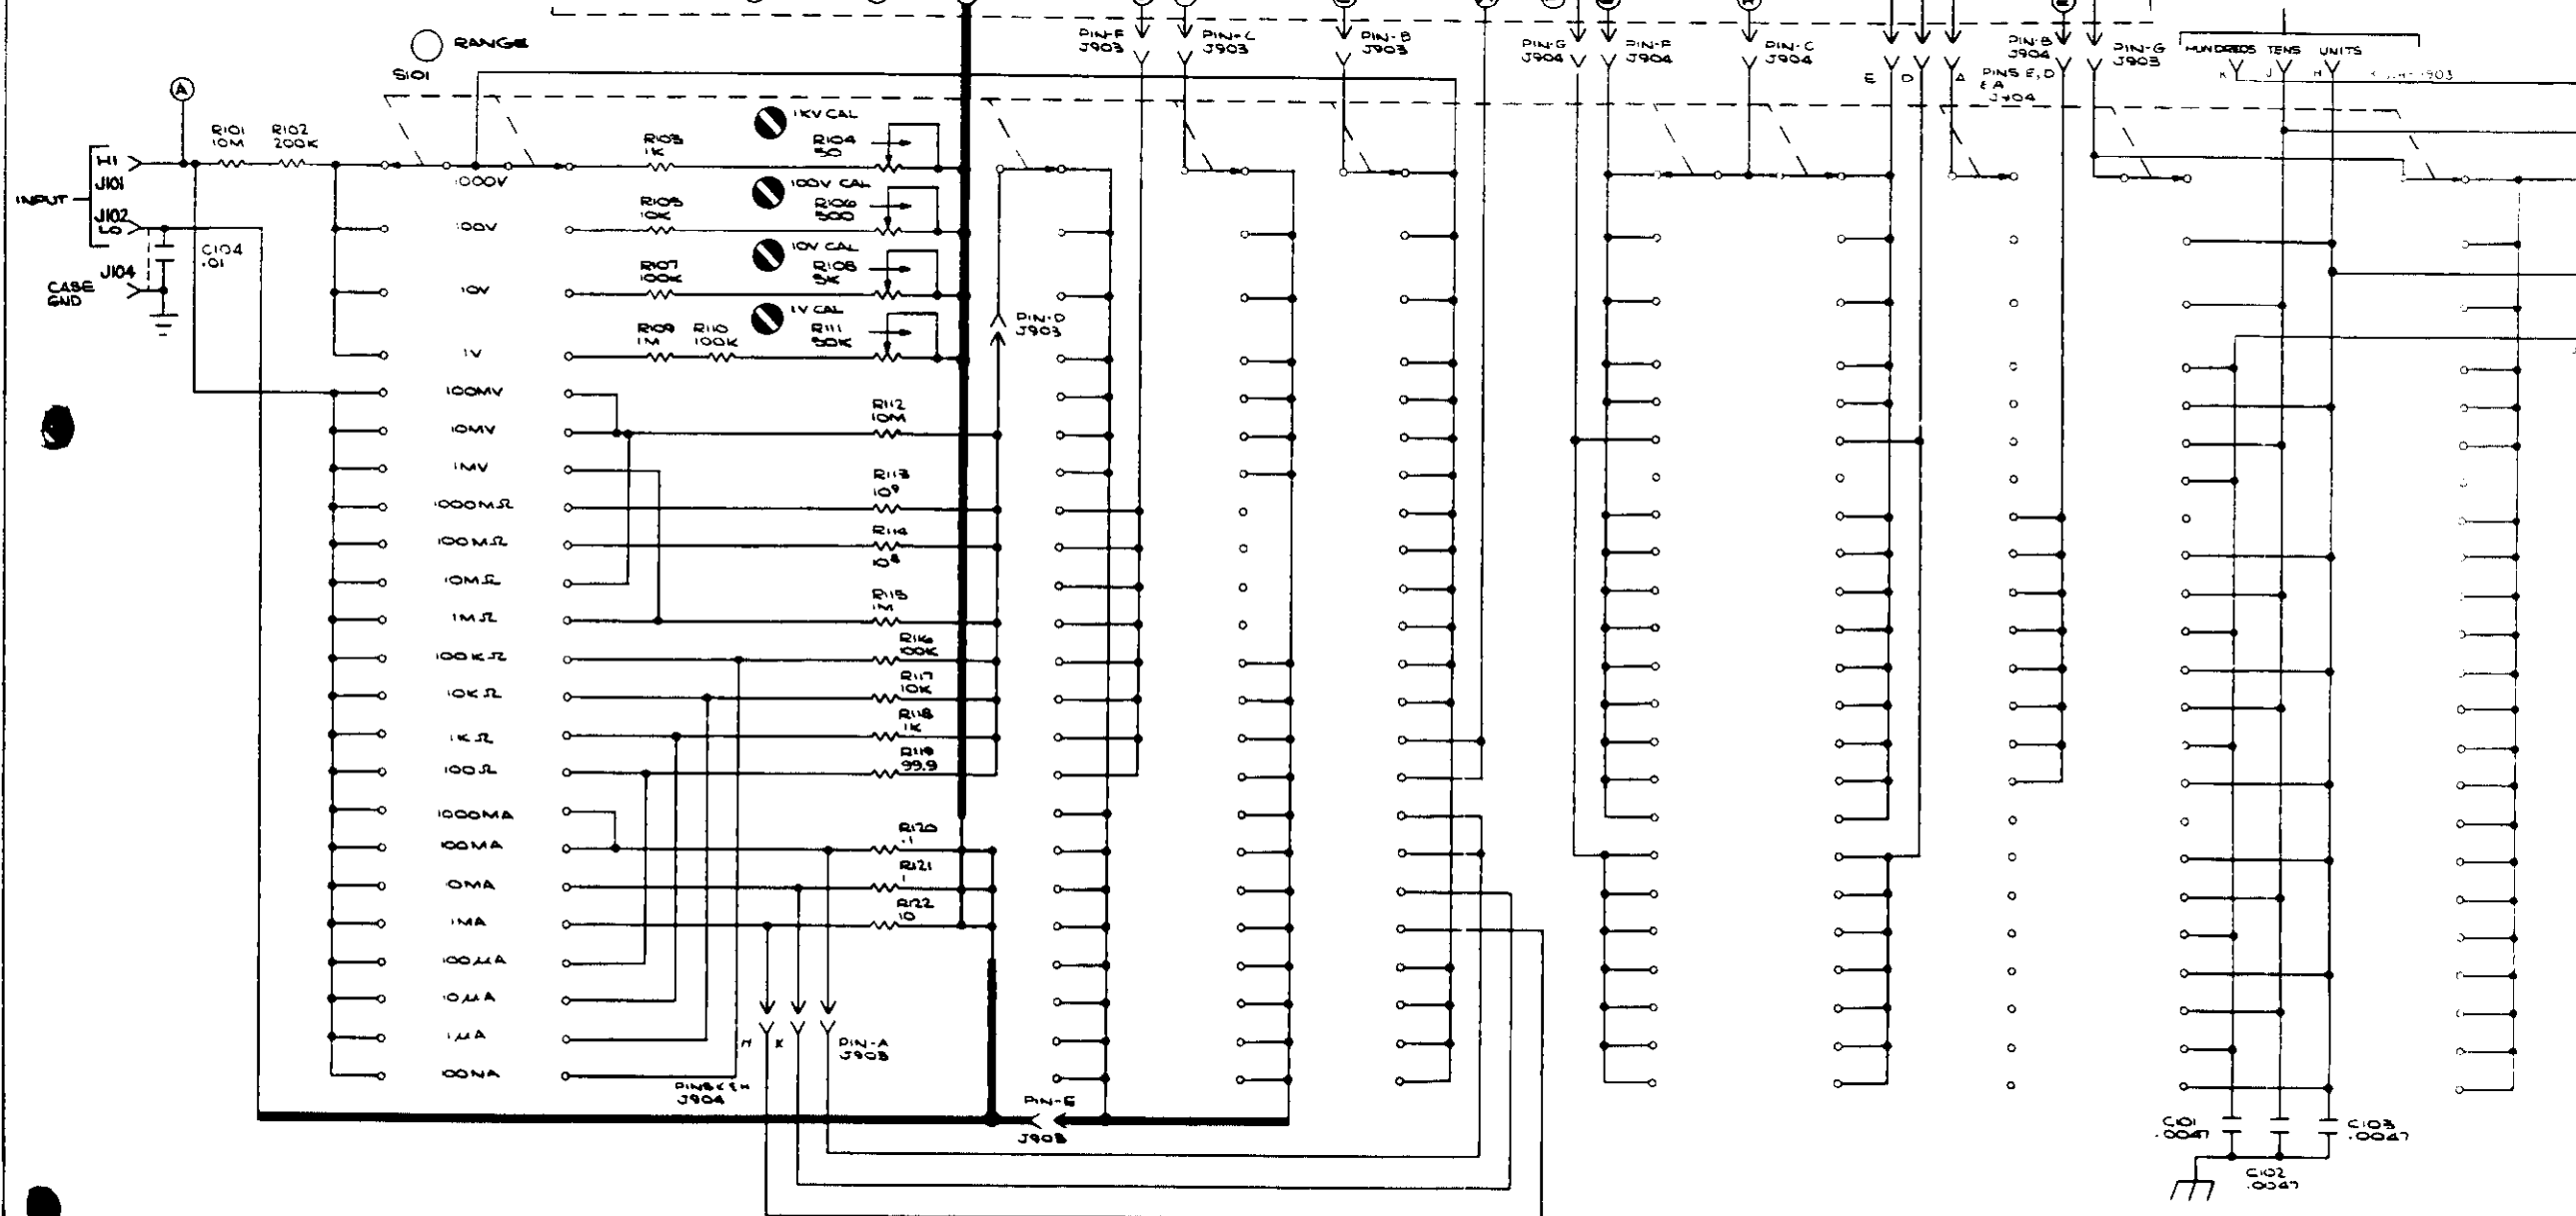 RANGE
S101
A
R101
10M
R102
200K
HI
J101
INPUT
J102
LO
C104
.01
J104
CASE
GND
1000V
100V
10V
1V
100MV
10MV
1MV
1000MΩ
100MΩ
10MΩ
1MΩ
100KΩ
10KΩ
1KΩ
100Ω
1000MA
100MA
10MA
1MA
100µA
10µA
1µA
100NA
1KV CAL
R103
1K
R104
50
100V CAL
R105
10K
R106
500
10V CAL
R107
100K
R108
5K
1V CAL
R109
1M
R110
100K
R111
50K
R112
10M
R113
10⁹
R114
10⁸
R115
1M
R116
100K
R117
10K
R118
1K
R119
99.9
R120
.1
R121
1
R122
10
H
K
PIN-A
J903
PINS K & H
J904
PIN-E
J903
PIN-D
J903
PIN-F
J903
PIN-C
J903
PIN-B
J903
PIN-G
J904
PIN-F
J904
PIN-C
J904
E
D
A
PINS E, D
& A
J904
PIN-B
J904
PIN-G
J903
HUNDREDS TENS UNITS
K
J
H
C101
.0047
C102
.0047
C103
.0047